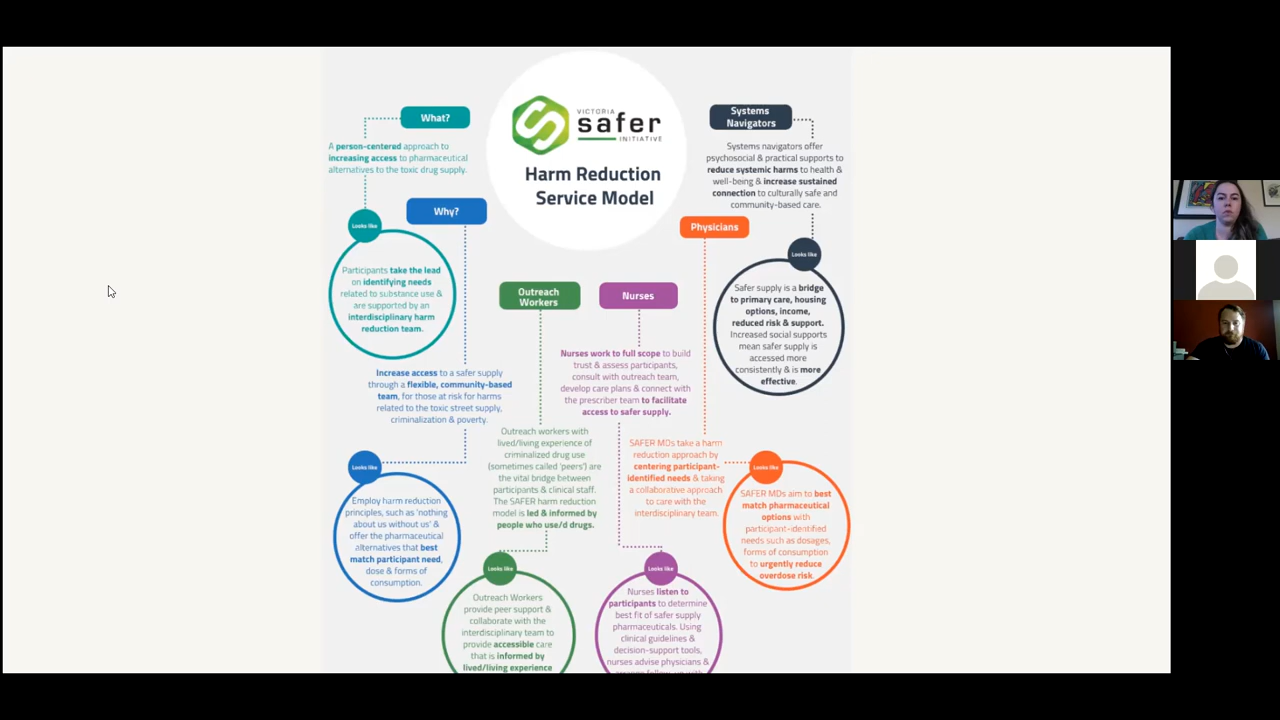 VICTORIA
safer
INITIATIVE
Harm Reduction
Service Model
What?
A person-centered approach to
increasing access to pharmaceutical
alternatives to the toxic drug supply.
Looks like
Participants take the lead
on identifying needs
related to substance use &
are supported by an
interdisciplinary harm
reduction team.
Why?
Increase access to a safer supply
through a flexible, community-based
team, for those at risk for harms
related to the toxic street supply,
criminalization & poverty.
Looks like
Employ harm reduction
principles, such as 'nothing
about us without us' &
offer the pharmaceutical
alternatives that best
match participant need,
dose & forms of
consumption.
Outreach
Workers
Outreach workers with
lived/living experience of
criminalized drug use
(sometimes called 'peers') are
the vital bridge between
participants & clinical staff.
The SAFER harm reduction
model is led & informed by
people who use/d drugs.
Looks like
Outreach Workers
provide peer support &
collaborate with the
interdisciplinary team to
provide accessible care
that is informed by
lived/living experience
Nurses
Nurses work to full scope to build
trust & assess participants,
consult with outreach team,
develop care plans & connect with
the prescriber team to facilitate
access to safer supply.
Looks like
Nurses listen to
participants to determine
best fit of safer supply
pharmaceuticals. Using
clinical guidelines &
decision-support tools,
nurses advise physicians &
Physicians
SAFER MDs take a harm
reduction approach by
centering participant-
identified needs & taking
a collaborative approach
to care with the
interdisciplinary team.
Looks like
SAFER MDs aim to best
match pharmaceutical
options with
participant-identified
needs such as dosages,
forms of consumption
to urgently reduce
overdose risk.
Systems
Navigators
Systems navigators offer
psychosocial & practical supports to
reduce systemic harms to health &
well-being & increase sustained
connection to culturally safe and
community-based care.
Looks like
Safer supply is a bridge
to primary care, housing
options, income,
reduced risk & support.
Increased social supports
mean safer supply is
accessed more
consistently & is more
effective.